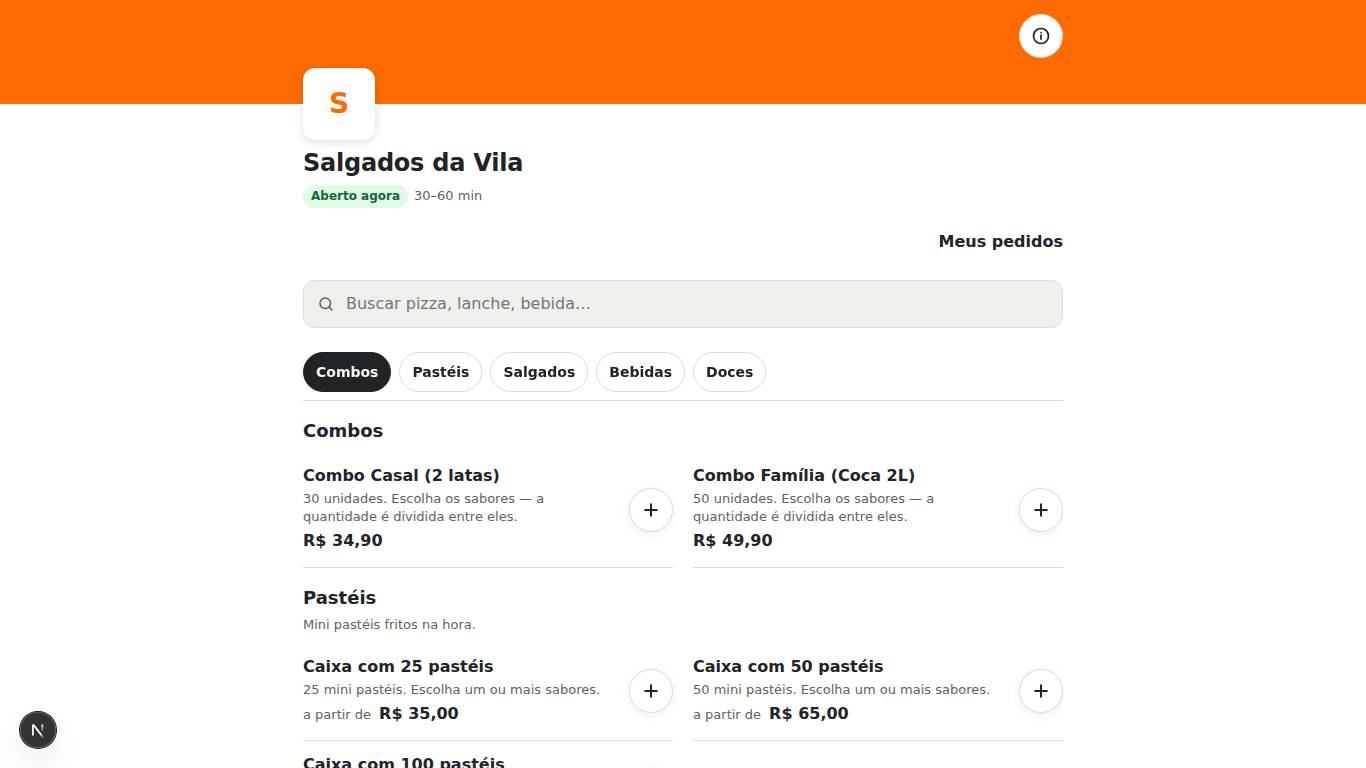 S
Salgados da Vila
Aberto agora 30–60 min
Meus pedidos
Buscar pizza, lanche, bebida…
Combos Pastéis Salgados Bebidas Doces
Combos
Combo Casal (2 latas)
30 unidades. Escolha os sabores — a
quantidade é dividida entre eles.
R$ 34,90
Combo Família (Coca 2L)
50 unidades. Escolha os sabores — a
quantidade é dividida entre eles.
R$ 49,90
Pastéis
Mini pastéis fritos na hora.
Caixa com 25 pastéis
25 mini pastéis. Escolha um ou mais sabores.
a partir de R$ 35,00
Caixa com 50 pastéis
50 mini pastéis. Escolha um ou mais sabores.
a partir de R$ 65,00
Caixa com 100 pastéis
N